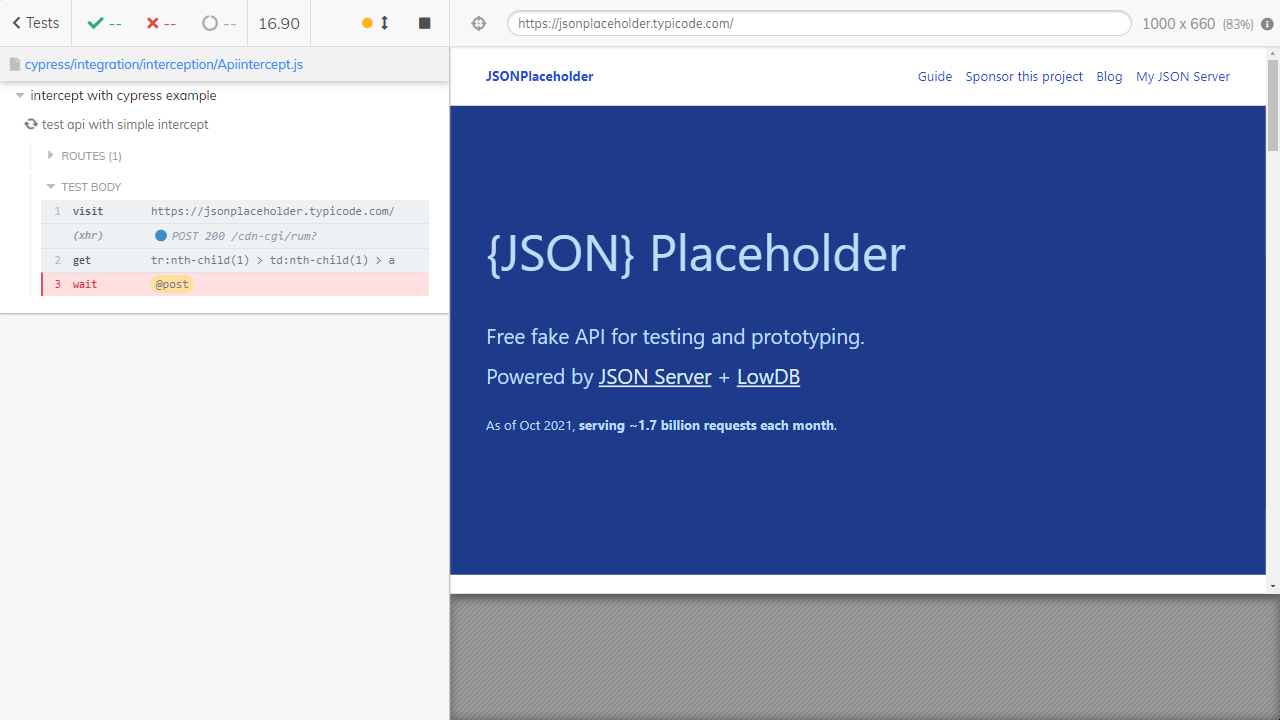 Tests -- -- -- 16.90 https://jsonplaceholder.typicode.com/ 1000 x 660 (83%)
cypress/integration/interception/Apiintercept.js
intercept with cypress example
test api with simple intercept
ROUTES (1)
TEST BODY
1 visit https://jsonplaceholder.typicode.com/
(xhr) POST 200 /cdn-cgi/rum?
2 get tr:nth-child(1) > td:nth-child(1) > a
3 wait @post
JSONPlaceholder Guide Sponsor this project Blog My JSON Server
{JSON} Placeholder
Free fake API for testing and prototyping.
Powered by JSON Server + LowDB
As of Oct 2021, serving ~1.7 billion requests each month.